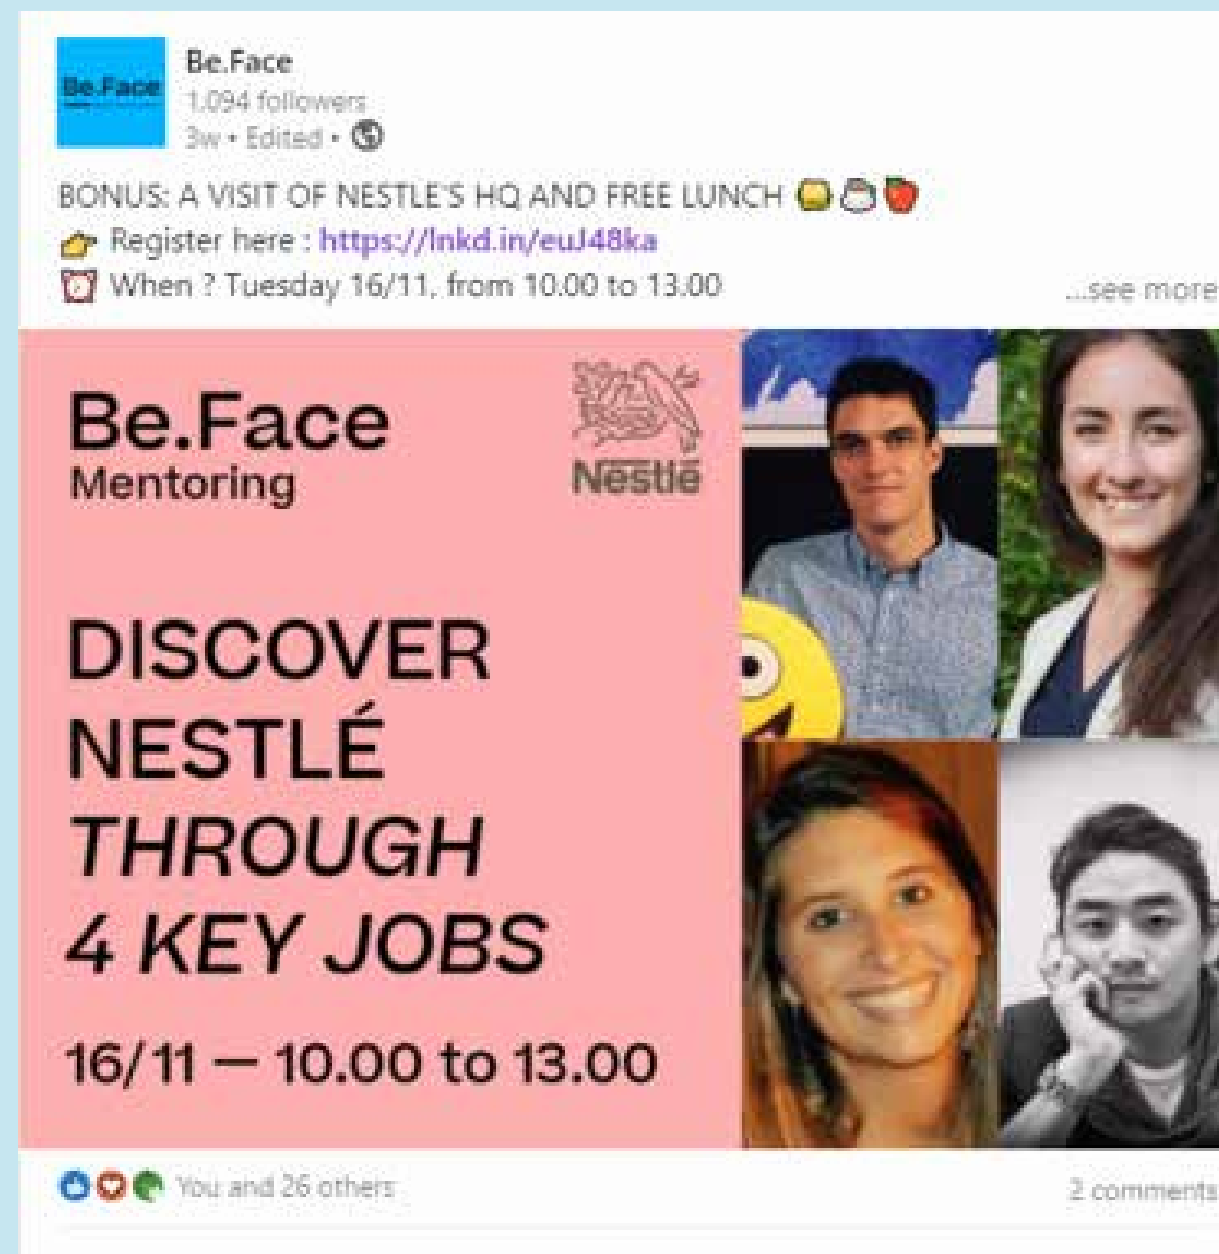 Be.Face
Be.Face
1.094 followers
3w • Edited •
BONUS: A VISIT OF NESTLE'S HQ AND FREE LUNCH
Register here : https://lnkd.in/euJ48ka
When ? Tuesday 16/11, from 10.00 to 13.00
...see more
Be.Face
Mentoring
Nestlé
DISCOVER
NESTLÉ
THROUGH
4 KEY JOBS
16/11 — 10.00 to 13.00
You and 26 others
2 comments